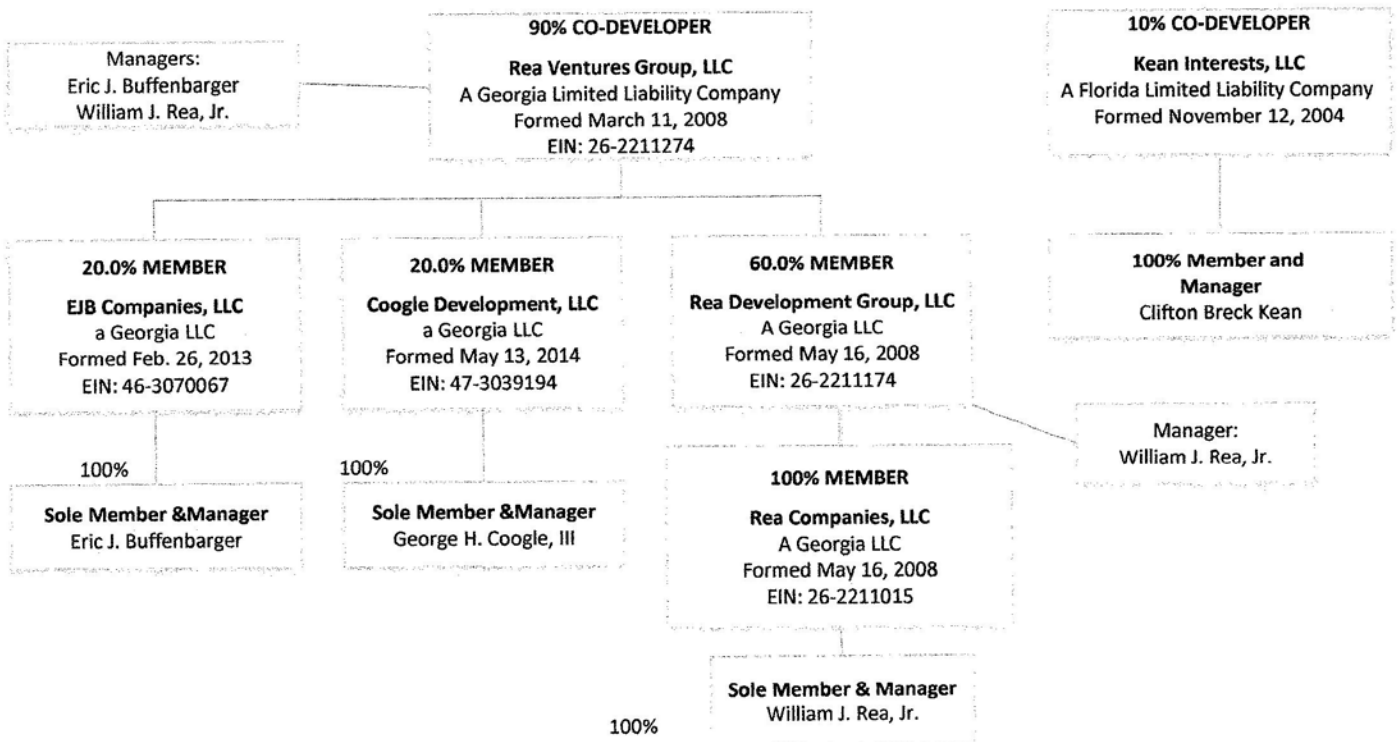 90% CO-DEVELOPER
Rea Ventures Group, LLC
A Georgia Limited Liability Company
Formed March 11, 2008
EIN: 26-2211274
Managers:
Eric J. Buffenbarger
William J. Rea, Jr.
10% CO-DEVELOPER
Kean Interests, LLC
A Florida Limited Liability Company
Formed November 12, 2004
20.0% MEMBER
EJB Companies, LLC
a Georgia LLC
Formed Feb. 26, 2013
EIN: 46-3070067
20.0% MEMBER
Coogle Development, LLC
a Georgia LLC
Formed May 13, 2014
EIN: 47-3039194
60.0% MEMBER
Rea Development Group, LLC
A Georgia LLC
Formed May 16, 2008
EIN: 26-2211174
100% Member and
Manager
Clifton Breck Kean
Manager:
William J. Rea, Jr.
100%
Sole Member &Manager
Eric J. Buffenbarger
100%
Sole Member &Manager
George H. Coogle, III
100% MEMBER
Rea Companies, LLC
A Georgia LLC
Formed May 16, 2008
EIN: 26-2211015
Sole Member & Manager
William J. Rea, Jr.
100%